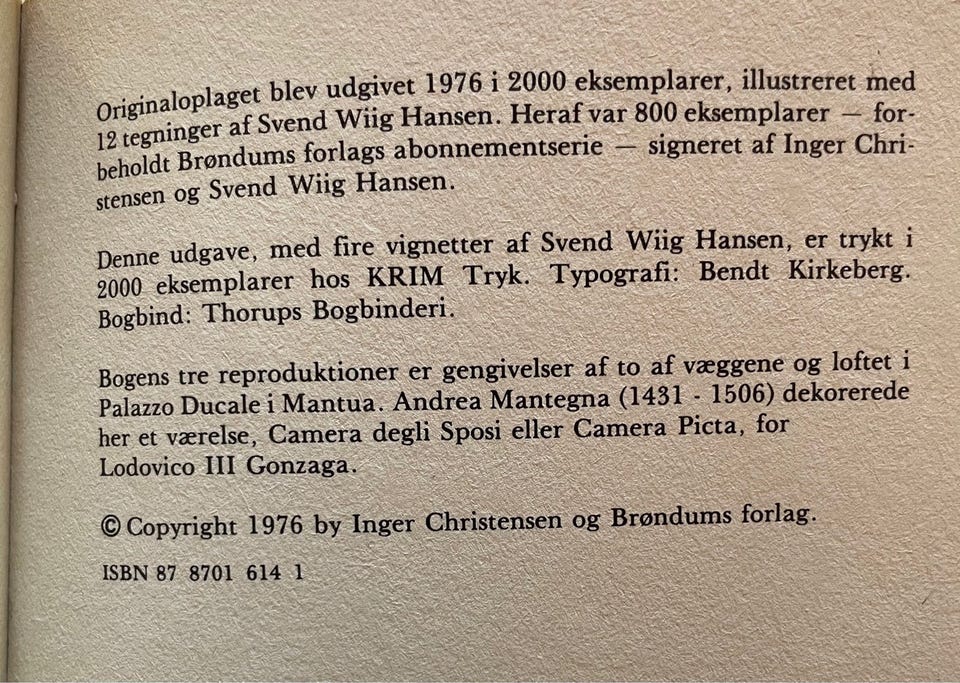 Originaloplaget blev udgivet 1976 i 2000 eksemplarer, illustreret med
12 tegninger af Svend Wiig Hansen. Heraf var 800 eksemplarer — for-
beholdt Brøndums forlags abonnementserie — signeret af Inger Chri-
stensen og Svend Wiig Hansen.
Denne udgave, med fire vignetter af Svend Wiig Hansen, er trykt i
2000 eksemplarer hos KRIM Tryk. Typografi: Bendt Kirkeberg.
Bogbind: Thorups Bogbinderi.
Bogens tre reproduktioner er gengivelser af to af væggene og loftet i
Palazzo Ducale i Mantua. Andrea Mantegna (1431 - 1506) dekorerede
her et værelse, Camera degli Sposi eller Camera Picta, for
Lodovico III Gonzaga.
© Copyright 1976 by Inger Christensen og Brøndums forlag.
ISBN 87 8701 614 1